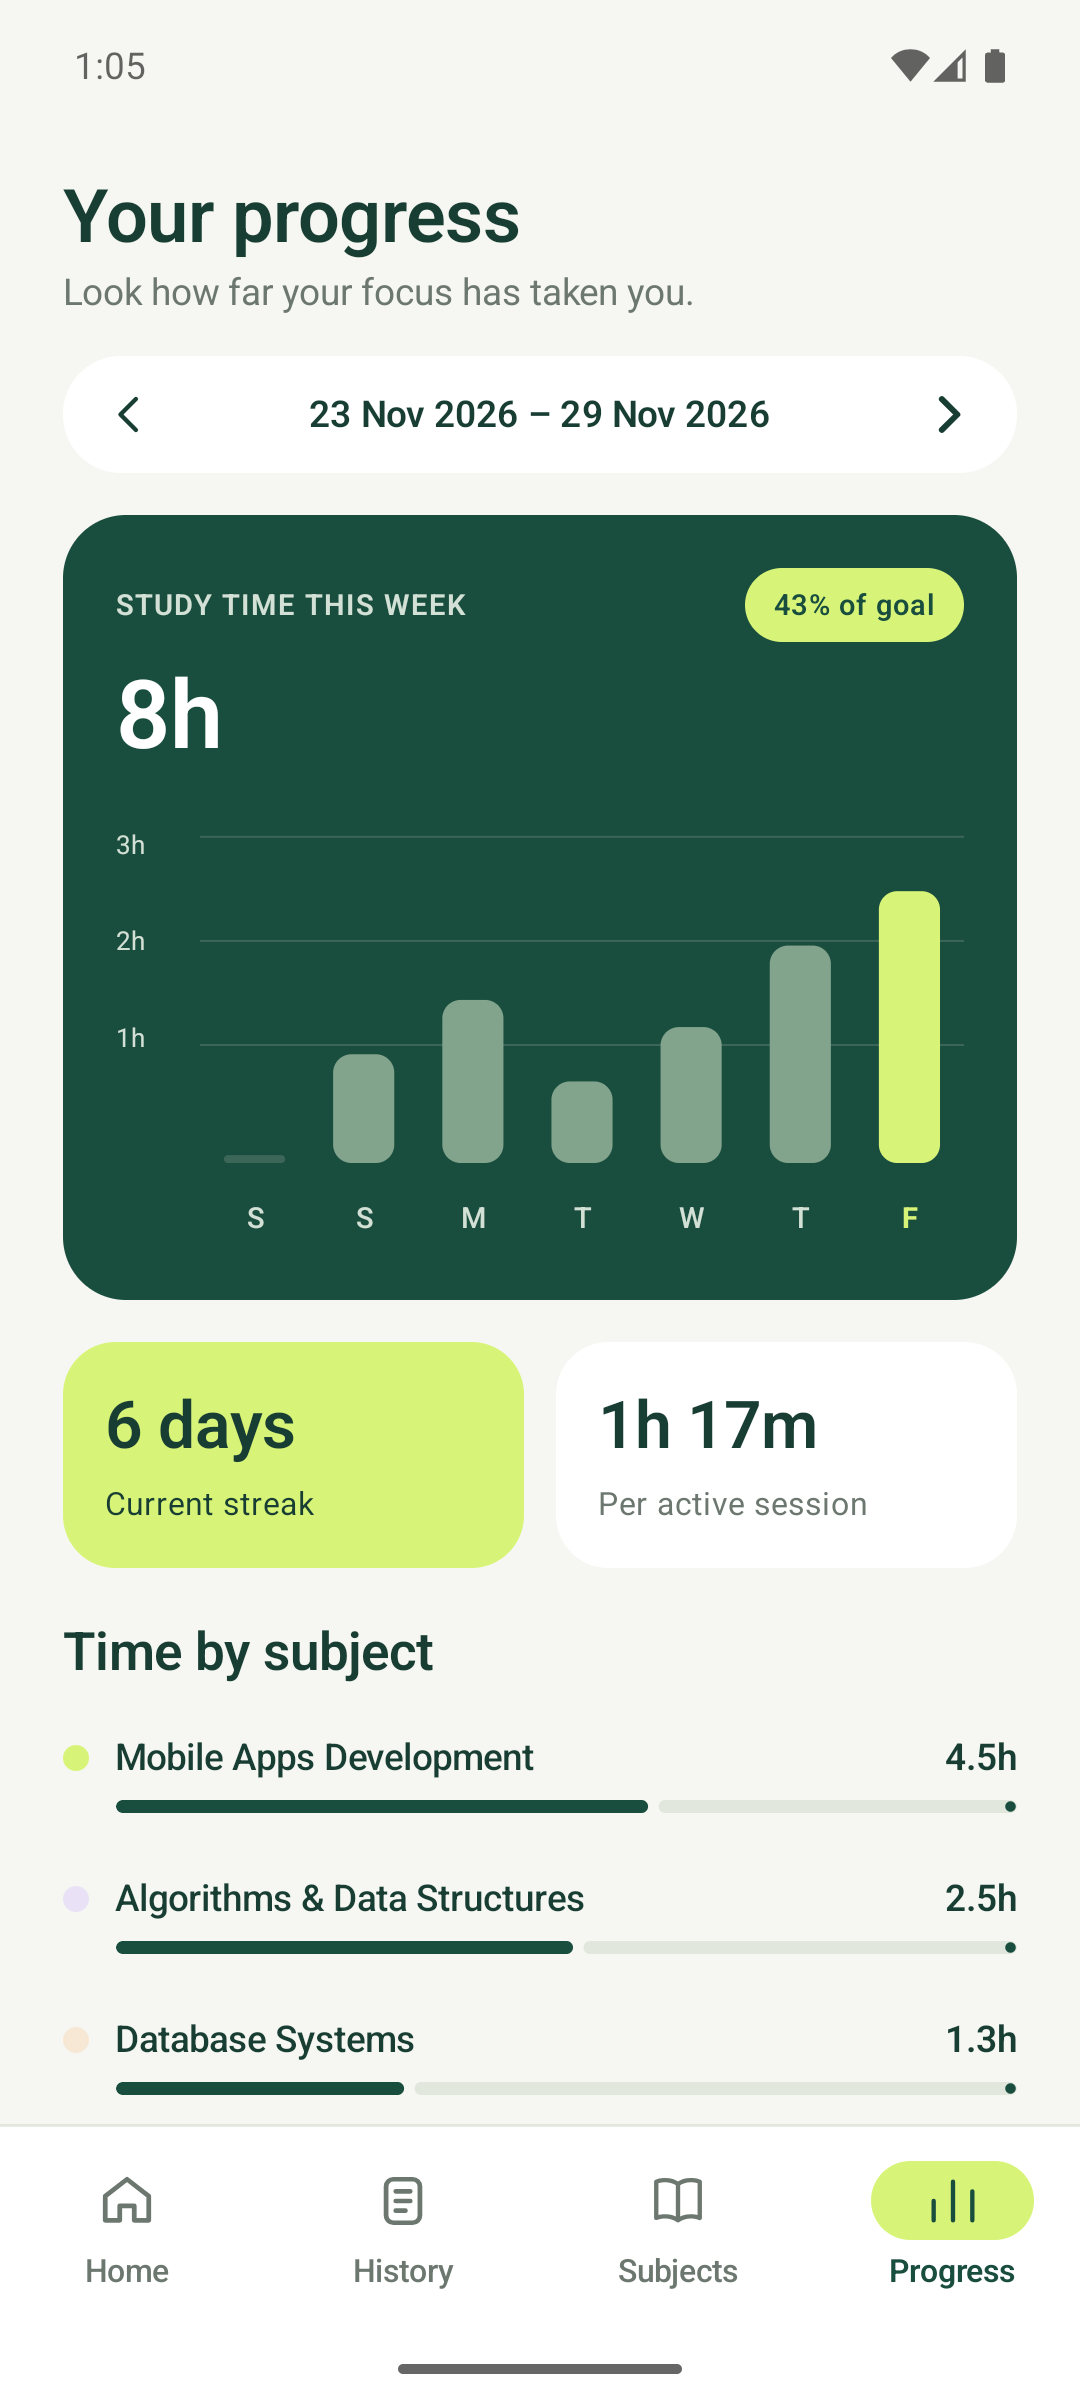 1:05
Your progress
Look how far your focus has taken you.
23 Nov 2026 – 29 Nov 2026
STUDY TIME THIS WEEK
43% of goal
8h
3h
2h
1h
S S M T W T F
6 days
Current streak
1h 17m
Per active session
Time by subject
Mobile Apps Development 4.5h
Algorithms & Data Structures 2.5h
Database Systems 1.3h
Home History Subjects Progress